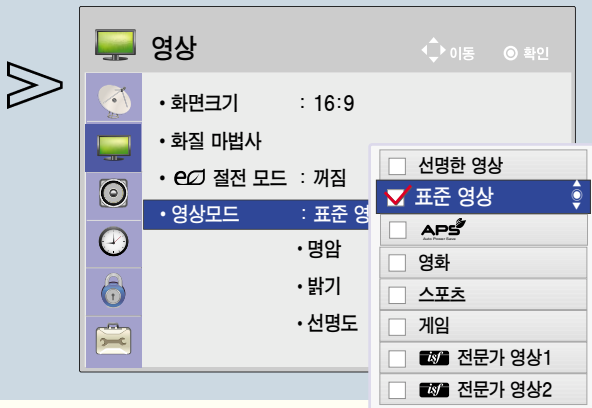 영상
이동 확인
• 화면크기 : 16:9
• 화질 마법사
• eco 절전 모드 : 꺼짐
• 영상모드 : 표준 영
• 명암
• 밝기
• 선명도
선명한 영상
표준 영상
APS
Auto Power Save
영화
스포츠
게임
isf 전문가 영상1
isf 전문가 영상2